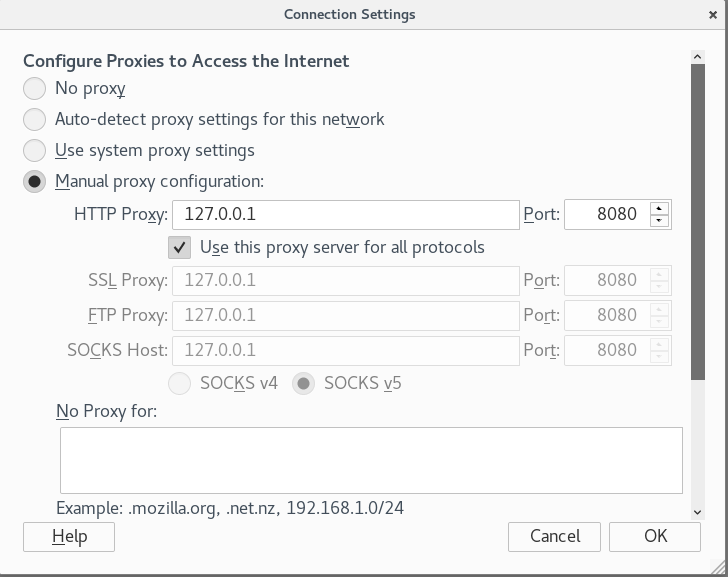 Connection Settings
Configure Proxies to Access the Internet
No proxy
Auto-detect proxy settings for this network
Use system proxy settings
Manual proxy configuration:
HTTP Proxy: 127.0.0.1 Port: 8080
Use this proxy server for all protocols
SSL Proxy: 127.0.0.1 Port: 8080
FTP Proxy: 127.0.0.1 Port: 8080
SOCKS Host: 127.0.0.1 Port: 8080
SOCKS v4 SOCKS v5
No Proxy for:
Example: .mozilla.org, .net.nz, 192.168.1.0/24
Help Cancel OK